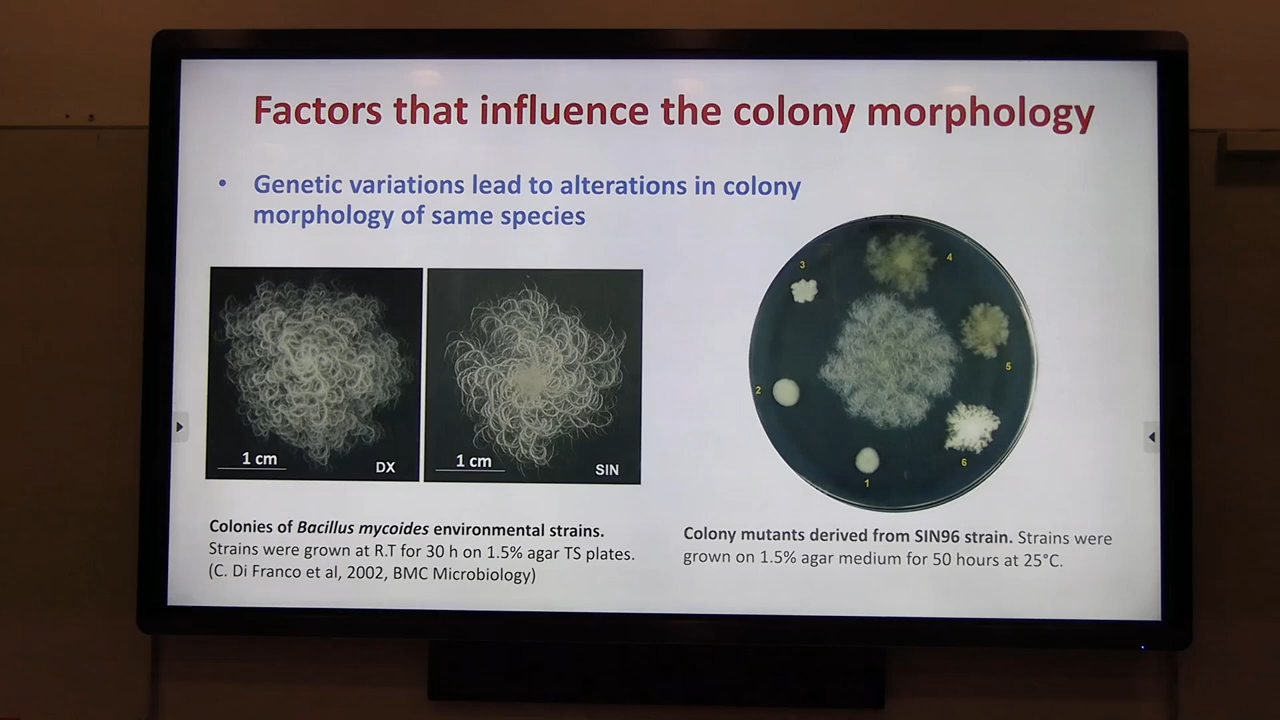 Factors that influence the colony morphology
• Genetic variations lead to alterations in colony
morphology of same species
1 cm
DX
1 cm
SIN
3
4
2
5
6
1
Colonies of Bacillus mycoides environmental strains.
Strains were grown at R.T for 30 h on 1.5% agar TS plates.
(C. Di Franco et al, 2002, BMC Microbiology)
Colony mutants derived from SIN96 strain. Strains were
grown on 1.5% agar medium for 50 hours at 25°C.